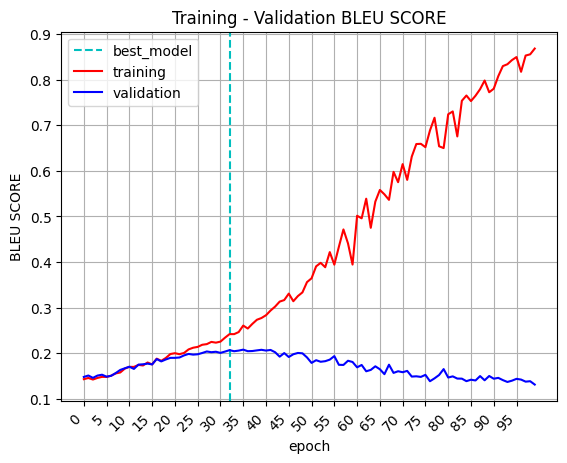 Training - Validation BLEU SCORE
best_model
training
validation
BLEU SCORE
0.9
0.8
0.7
0.6
0.5
0.4
0.3
0.2
0.1
0 5 10 15 20 25 30 35 40 45 50 55 60 65 70 75 80 85 90 95
epoch